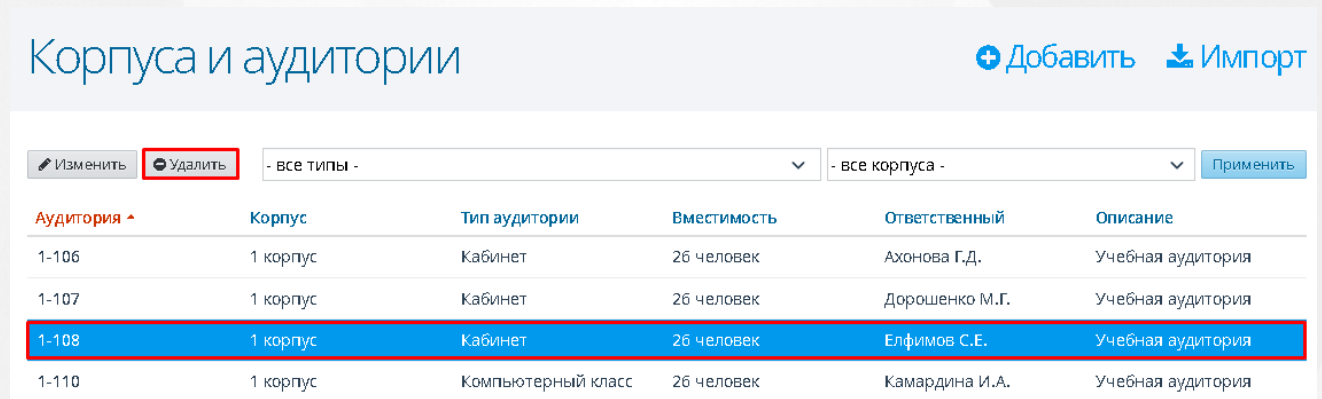 Корпуса и аудитории Добавить Импорт
Изменить Удалить - все типы - - все корпуса - Применить
Аудитория Корпус Тип аудитории Вместимость Ответственный Описание
1-106 1 корпус Кабинет 26 человек Ахонова Г.Д. Учебная аудитория
1-107 1 корпус Кабинет 26 человек Дорошенко М.Г. Учебная аудитория
1-108 1 корпус Кабинет 26 человек Елфимов С.Е. Учебная аудитория
1-110 1 корпус Компьютерный класс 26 человек Камардина И.А. Учебная аудитория